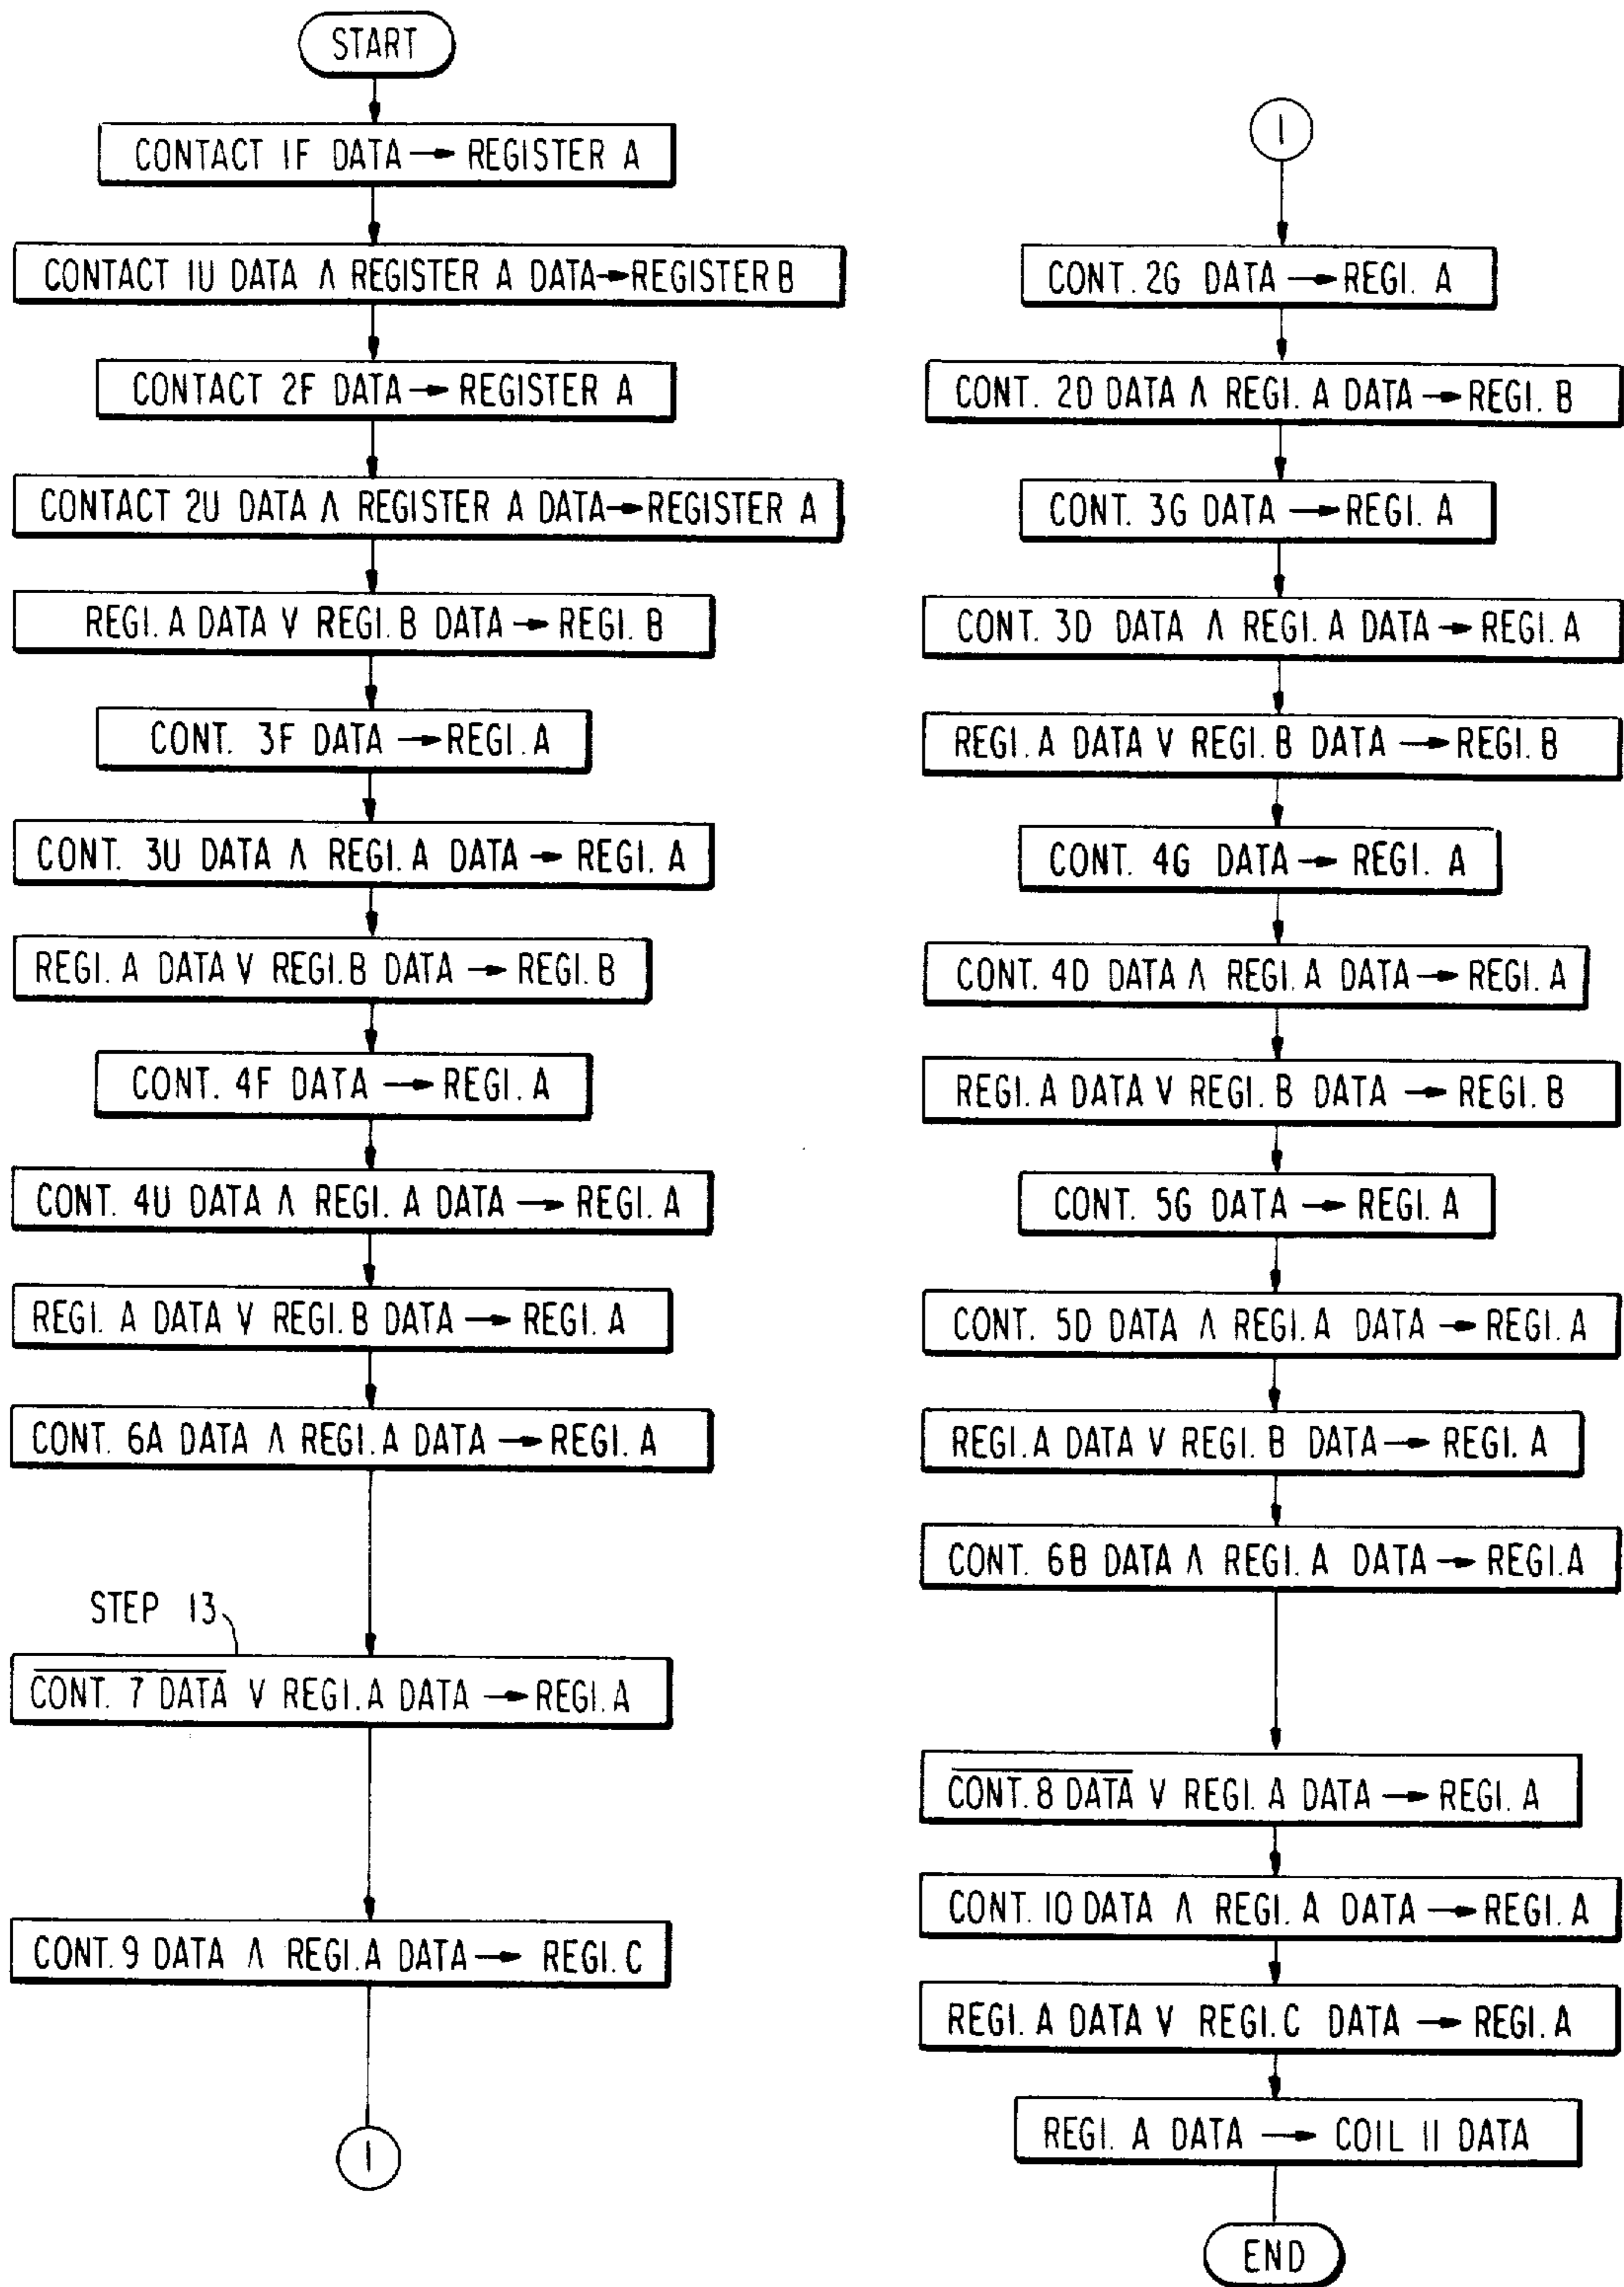 START
CONTACT 1F DATA → REGISTER A
CONTACT 1U DATA Λ REGISTER A DATA → REGISTER B
CONTACT 2F DATA → REGISTER A
CONTACT 2U DATA Λ REGISTER A DATA → REGISTER A
REGI. A DATA V REGI. B DATA → REGI. B
CONT. 3F DATA → REGI. A
CONT. 3U DATA Λ REGI. A DATA → REGI. A
REGI. A DATA V REGI. B DATA → REGI. B
CONT. 4F DATA → REGI. A
CONT. 4U DATA Λ REGI. A DATA → REGI. A
REGI. A DATA V REGI. B DATA → REGI. A
CONT. 6A DATA Λ REGI. A DATA → REGI. A
STEP 13
C̅O̅N̅T̅.̅ ̅7̅ ̅D̅A̅T̅A̅ V REGI. A DATA → REGI. A
CONT. 9 DATA Λ REGI. A DATA → REGI. C
1
1
CONT. 2G DATA → REGI. A
CONT. 2D DATA Λ REGI. A DATA → REGI. B
CONT. 3G DATA → REGI. A
CONT. 3D DATA Λ REGI. A DATA → REGI. A
REGI. A DATA V REGI. B DATA → REGI. B
CONT. 4G DATA → REGI. A
CONT. 4D DATA Λ REGI. A DATA → REGI. A
REGI. A DATA V REGI. B DATA → REGI. B
CONT. 5G DATA → REGI. A
CONT. 5D DATA Λ REGI. A DATA → REGI. A
REGI. A DATA V REGI. B DATA → REGI. A
CONT. 6B DATA Λ REGI. A DATA → REGI. A
C̅O̅N̅T̅.̅ ̅8̅ ̅D̅A̅T̅A̅ V REGI. A DATA → REGI. A
CONT. 10 DATA Λ REGI. A DATA → REGI. A
REGI. A DATA V REGI. C DATA → REGI. A
REGI. A DATA → COIL 11 DATA
END